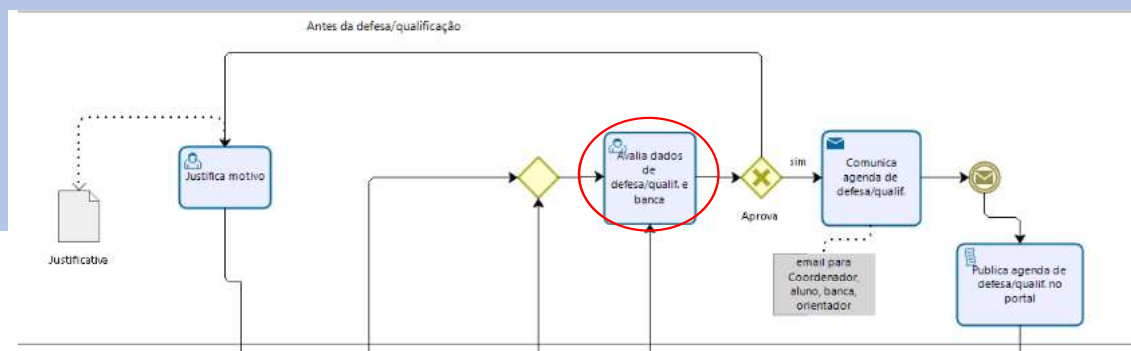 Antes da defesa/qualificação
Justifica motivo
Justificativa
Avalia dados
de
defesa/qualif. e
banca
Aprova
sim
Comunica
agenda de
defesa/qualif.
email para
Coordenador,
aluno, banca,
orientador
Publica agenda de
defesa/qualif. no
portal